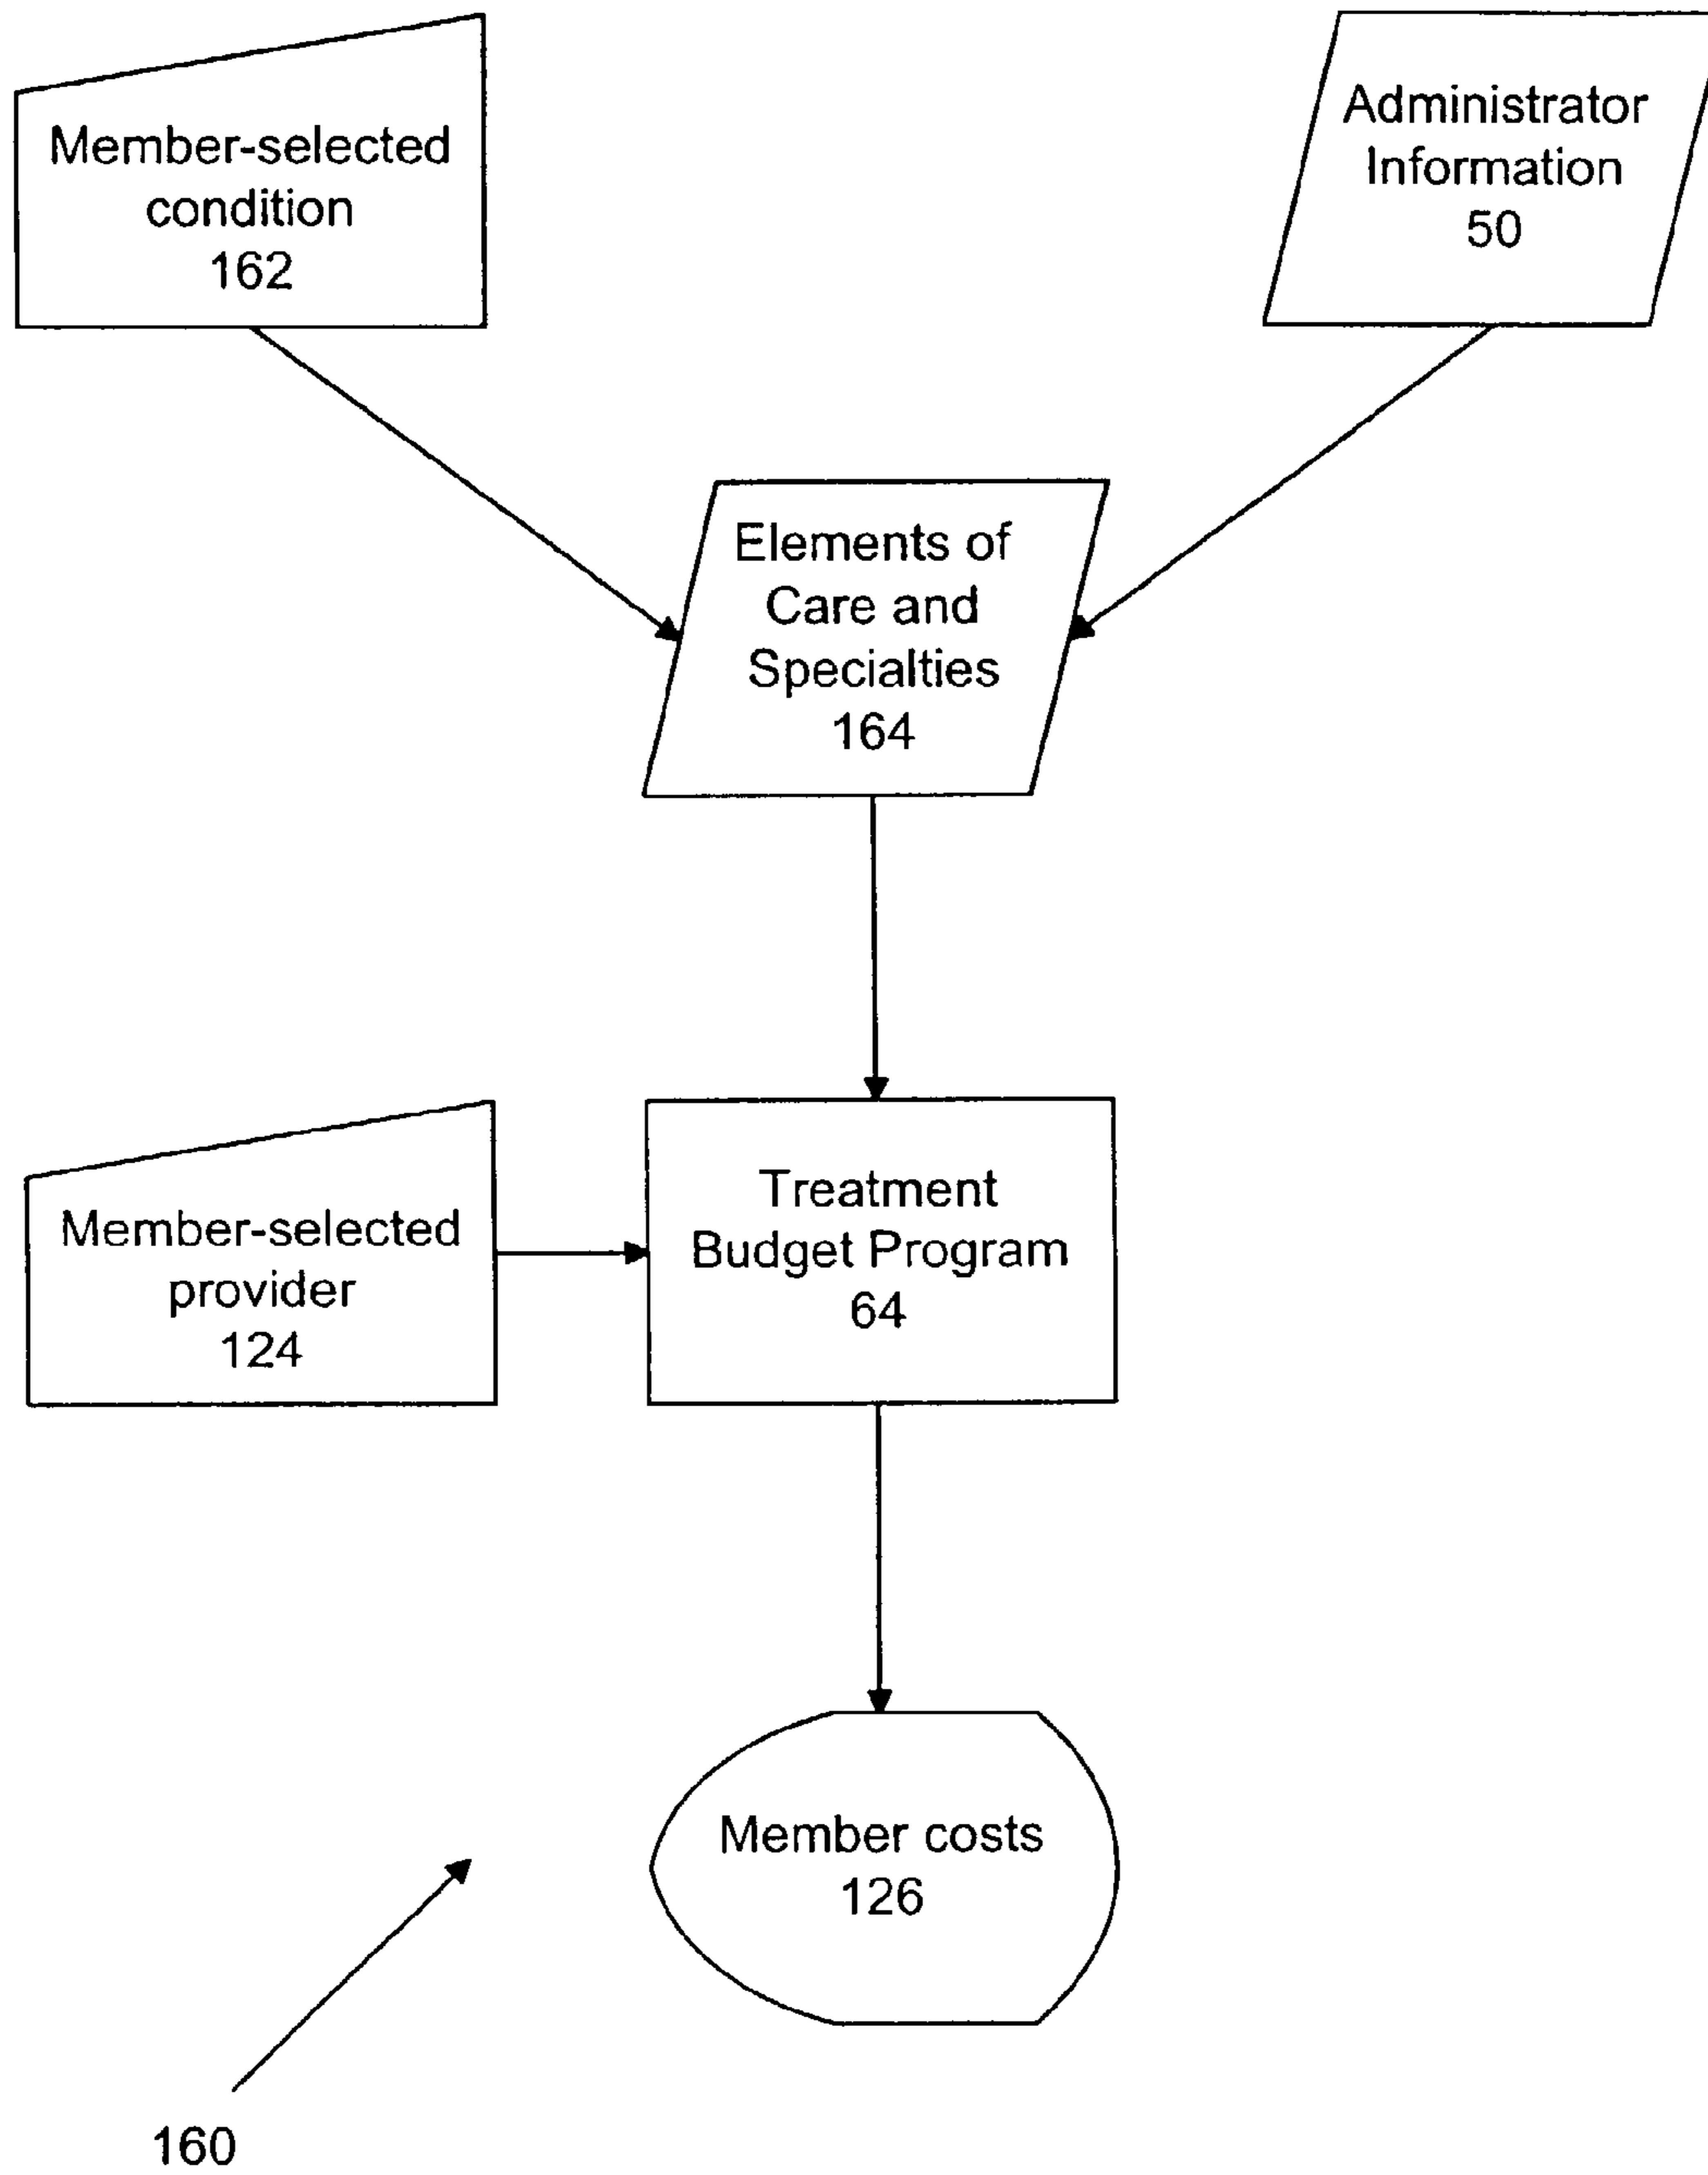 Member-selected
condition
162
Administrator
Information
50
Elements of
Care and
Specialties
164
Member-selected
provider
124
Treatment
Budget Program
64
Member costs
126
160